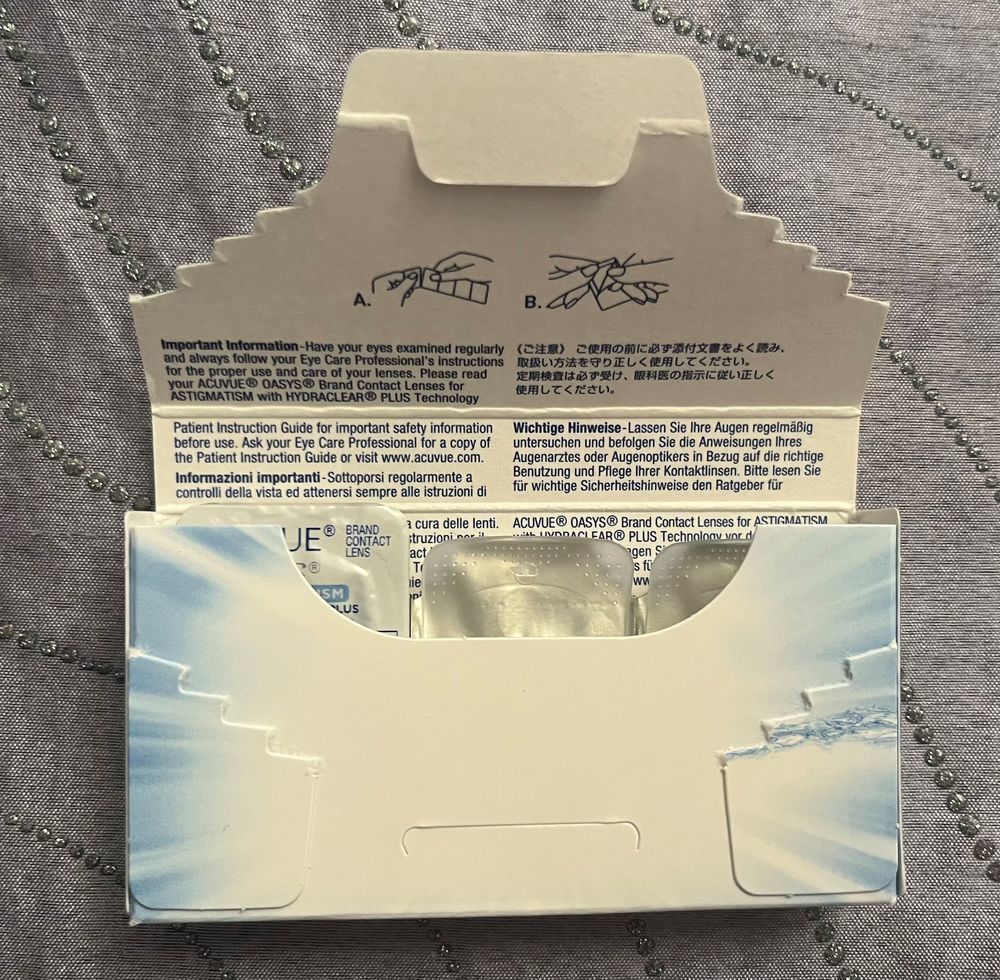 A.
B.
Important Information-Have your eyes examined regularly
and always follow your Eye Care Professional's instructions
for the proper use and care of your lenses. Please read
your ACUVUE® OASYS® Brand Contact Lenses for
ASTIGMATISM with HYDRACLEAR® PLUS Technology
《ご注意》 ご使用の前に必ず添付文書をよく読み、
取扱い方法を守り正しく使用してください。
定期検査は必ず受け、眼科医の指示に従い正しく
使用してください。
Patient Instruction Guide for important safety information
before use. Ask your Eye Care Professional for a copy of
the Patient Instruction Guide or visit www.acuvue.com.
Informazioni importanti-Sottoporsi regolarmente a
controlli della vista ed attenersi sempre alle istruzioni di
Wichtige Hinweise-Lassen Sie Ihre Augen regelmäßig
untersuchen und befolgen Sie die Anweisungen Ihres
Augenarztes oder Augenoptikers in Bezug auf die richtige
Benutzung und Pflege Ihrer Kontaktlinsen. Bitte lesen Sie
für wichtige Sicherheitshinweise den Ratgeber für
a cura delle lenti.
ACUVUE® OASYS® Brand Contact Lenses for ASTIGMATISM
with HYDRACLEAR® PLUS Technology vor
UE®
BRAND
CONTACT
LENS
SM
PLUS